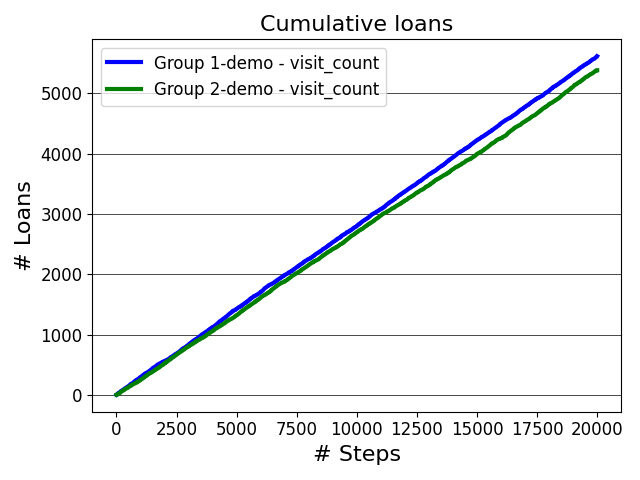 Cumulative loans
Group 1-demo - visit_count
Group 2-demo - visit_count
5000
4000
3000
2000
1000
0
# Loans
0 2500 5000 7500 10000 12500 15000 17500 20000
# Steps